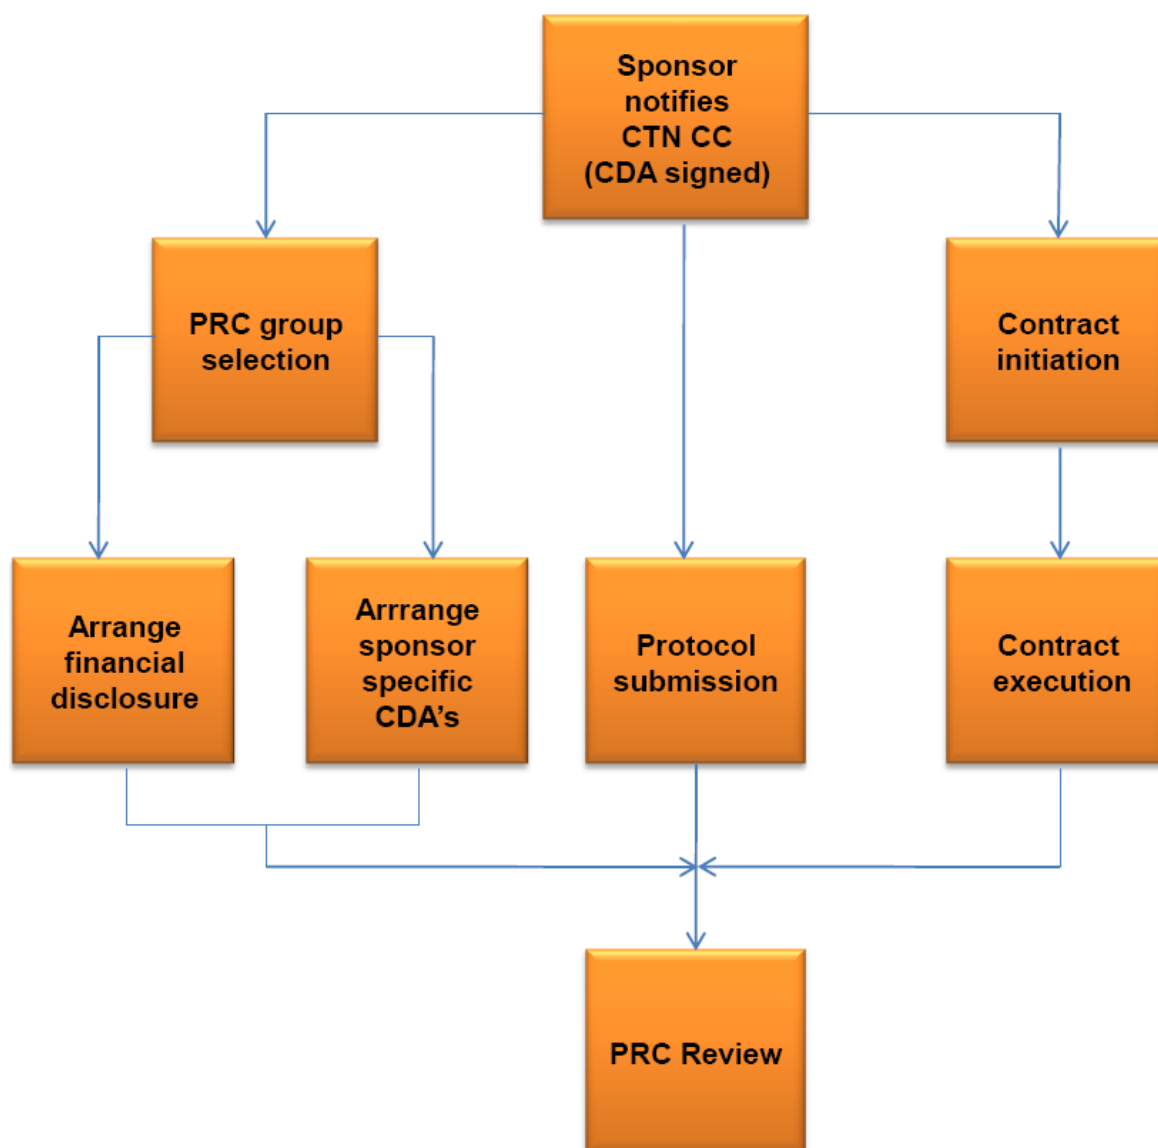 Sponsor
notifies
CTN CC
(CDA signed)
PRC group
selection
Contract
initiation
Arrange
financial
disclosure
Arrrange
sponsor
specific
CDA’s
Protocol
submission
Contract
execution
PRC Review